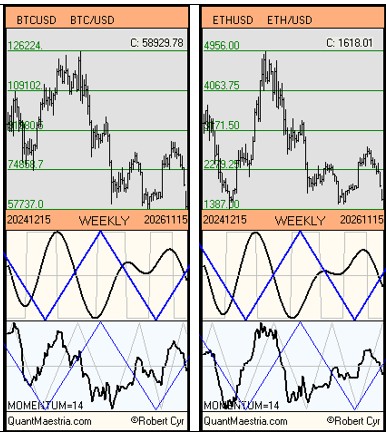 BTCUSD BTC/USD
C: 58929.78
126224.
109102.
74858.7
57737.0
20241215 WEEKLY 20261115
MOMENTUM=14
QuantMaestria.com ©Robert Cyr
ETHUSD ETH/USD
C: 1618.01
4956.00
4063.75
3171.50
2279.25
1387.00
20241215 WEEKLY 20261115
MOMENTUM=14
QuantMaestria.com ©Robert Cyr